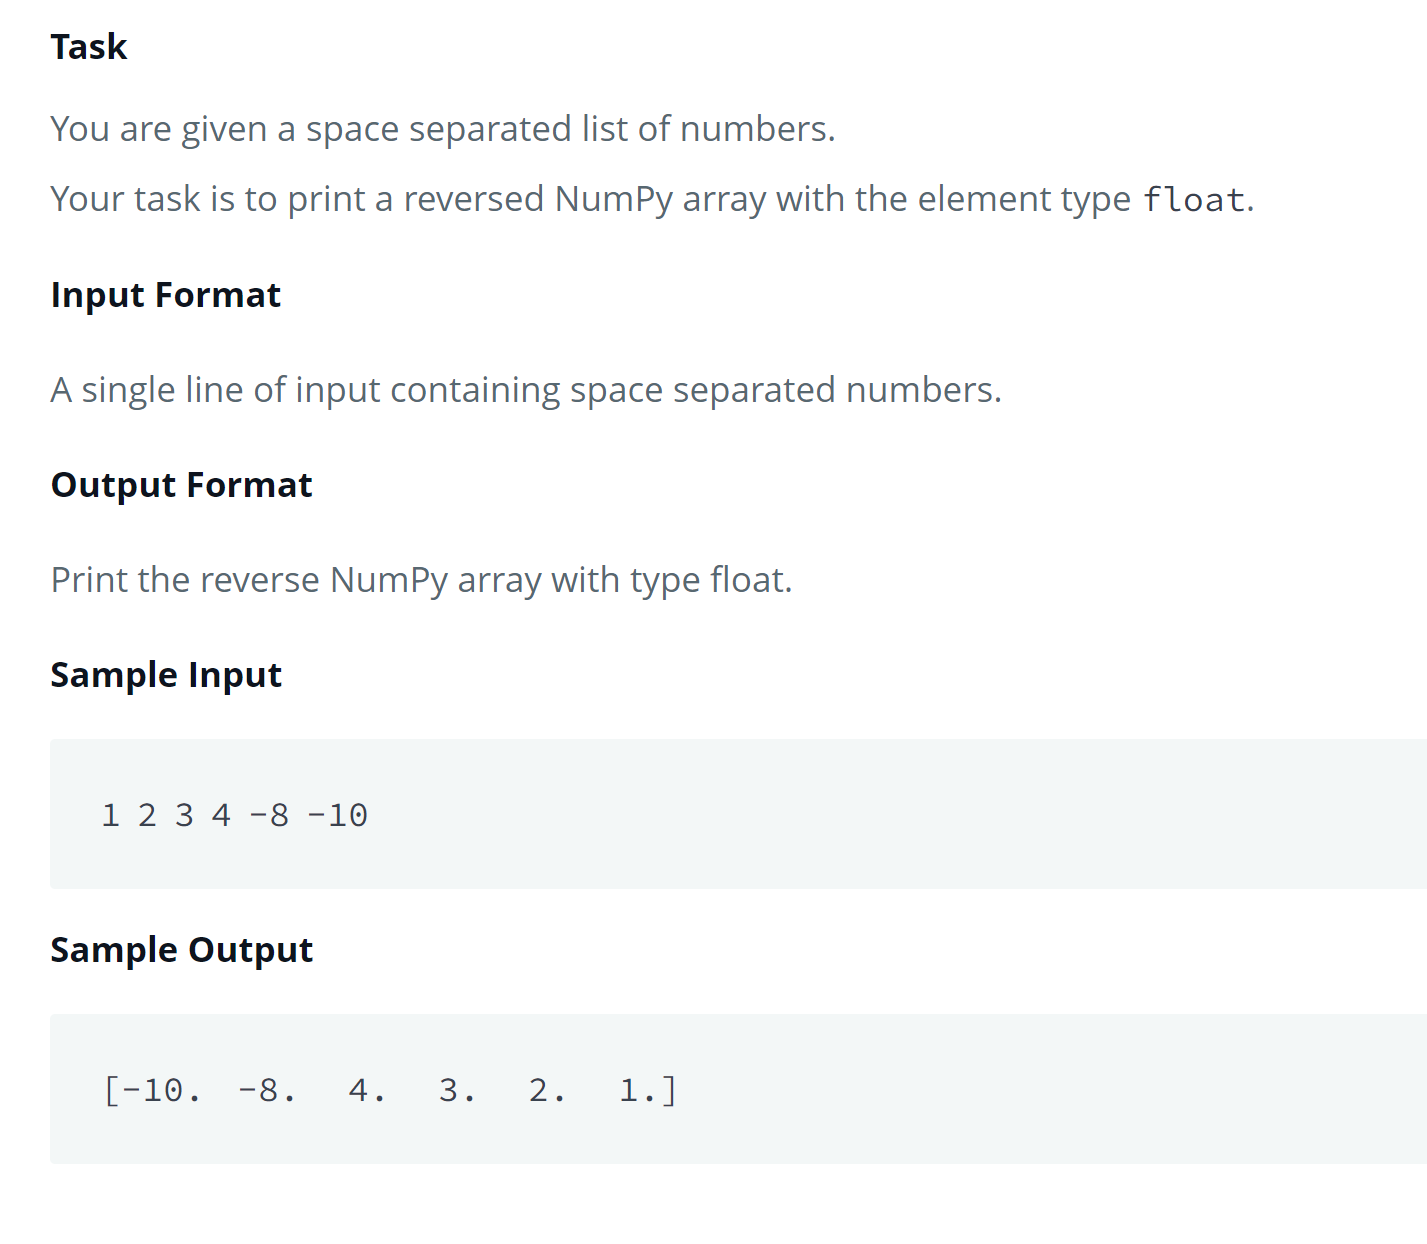 Task
You are given a space separated list of numbers.
Your task is to print a reversed NumPy array with the element type float.
Input Format
A single line of input containing space separated numbers.
Output Format
Print the reverse NumPy array with type float.
Sample Input
1 2 3 4 -8 -10
Sample Output
[-10.  -8.   4.   3.   2.   1.]